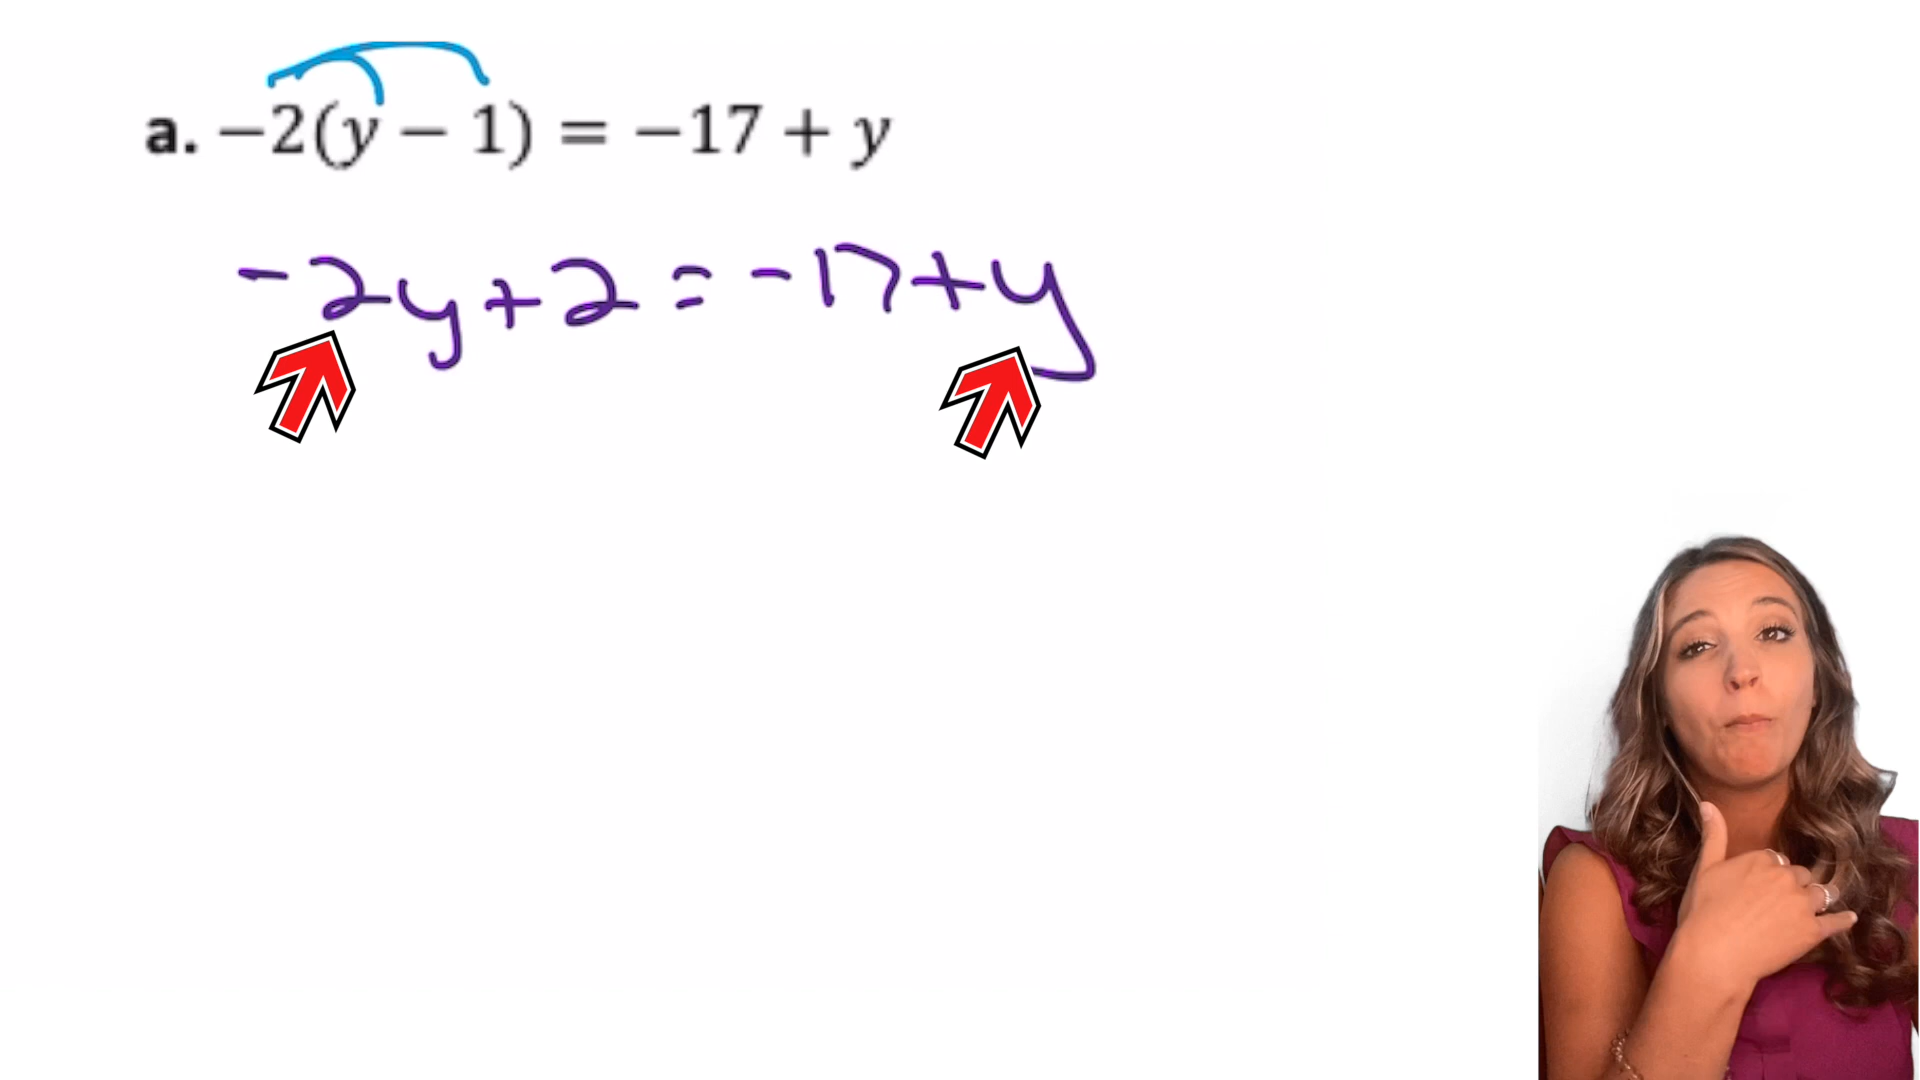 a. −2(y − 1) = −17 + y
-2y+2=-17+y